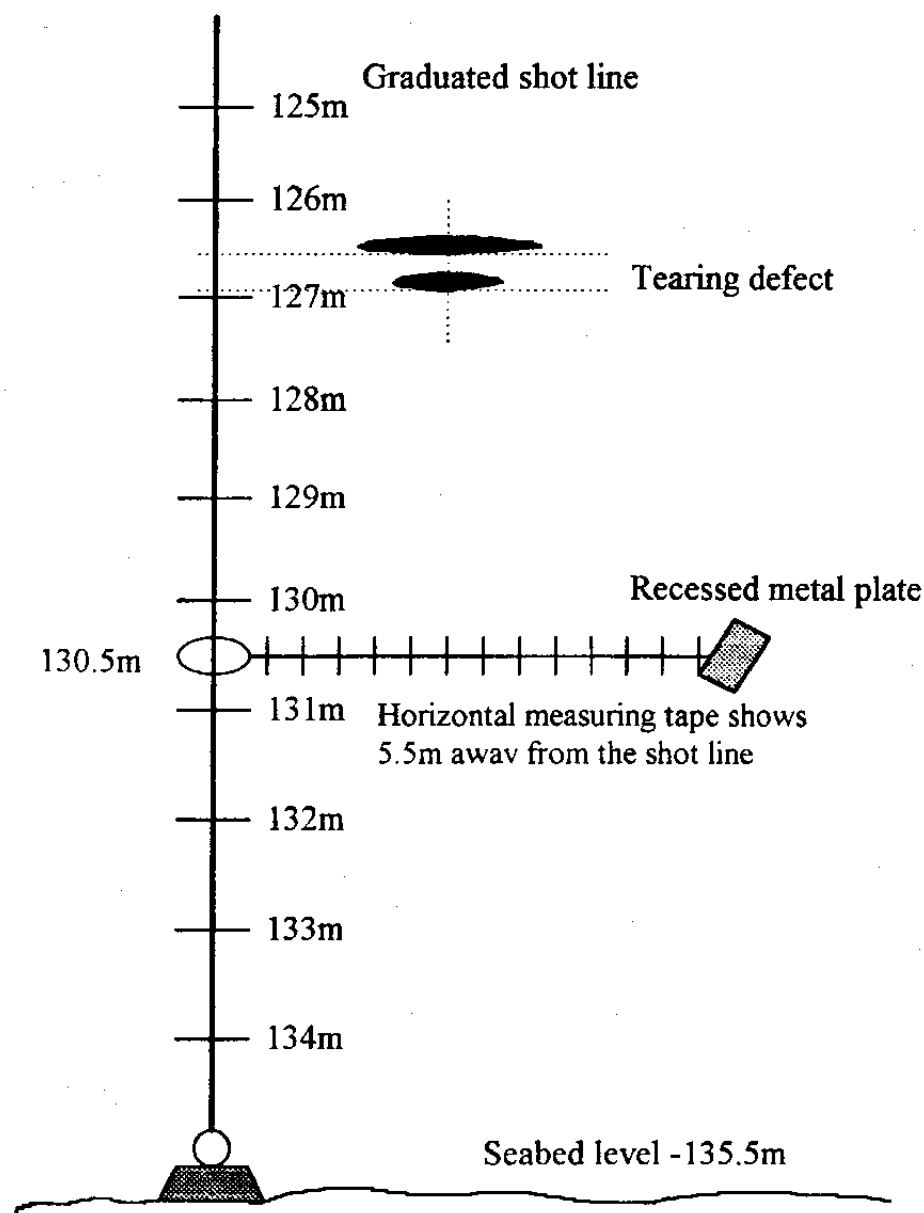 Graduated shot line
125m
126m
Tearing defect
127m
128m
129m
130m
Recessed metal plate
130.5m
131m
Horizontal measuring tape shows
5.5m awav from the shot line
132m
133m
134m
Seabed level -135.5m